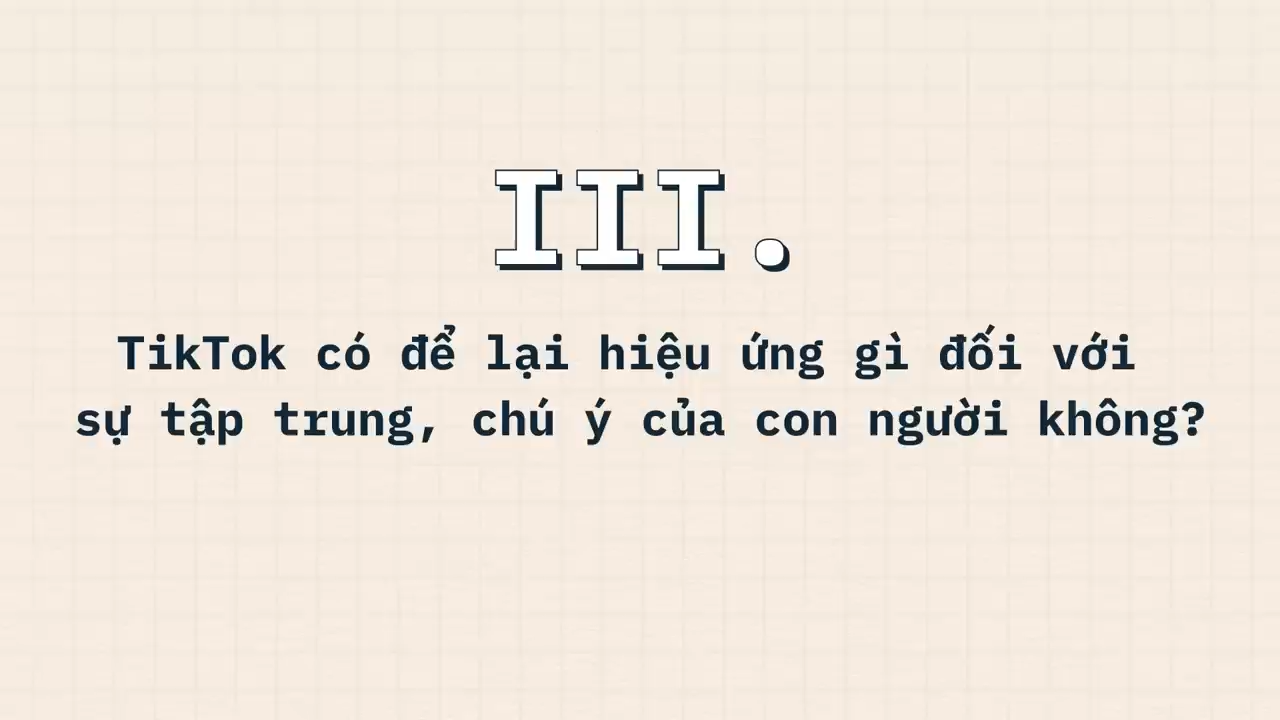 III.
TikTok có để lại hiệu ứng gì đối với
sự tập trung, chú ý của con người không?